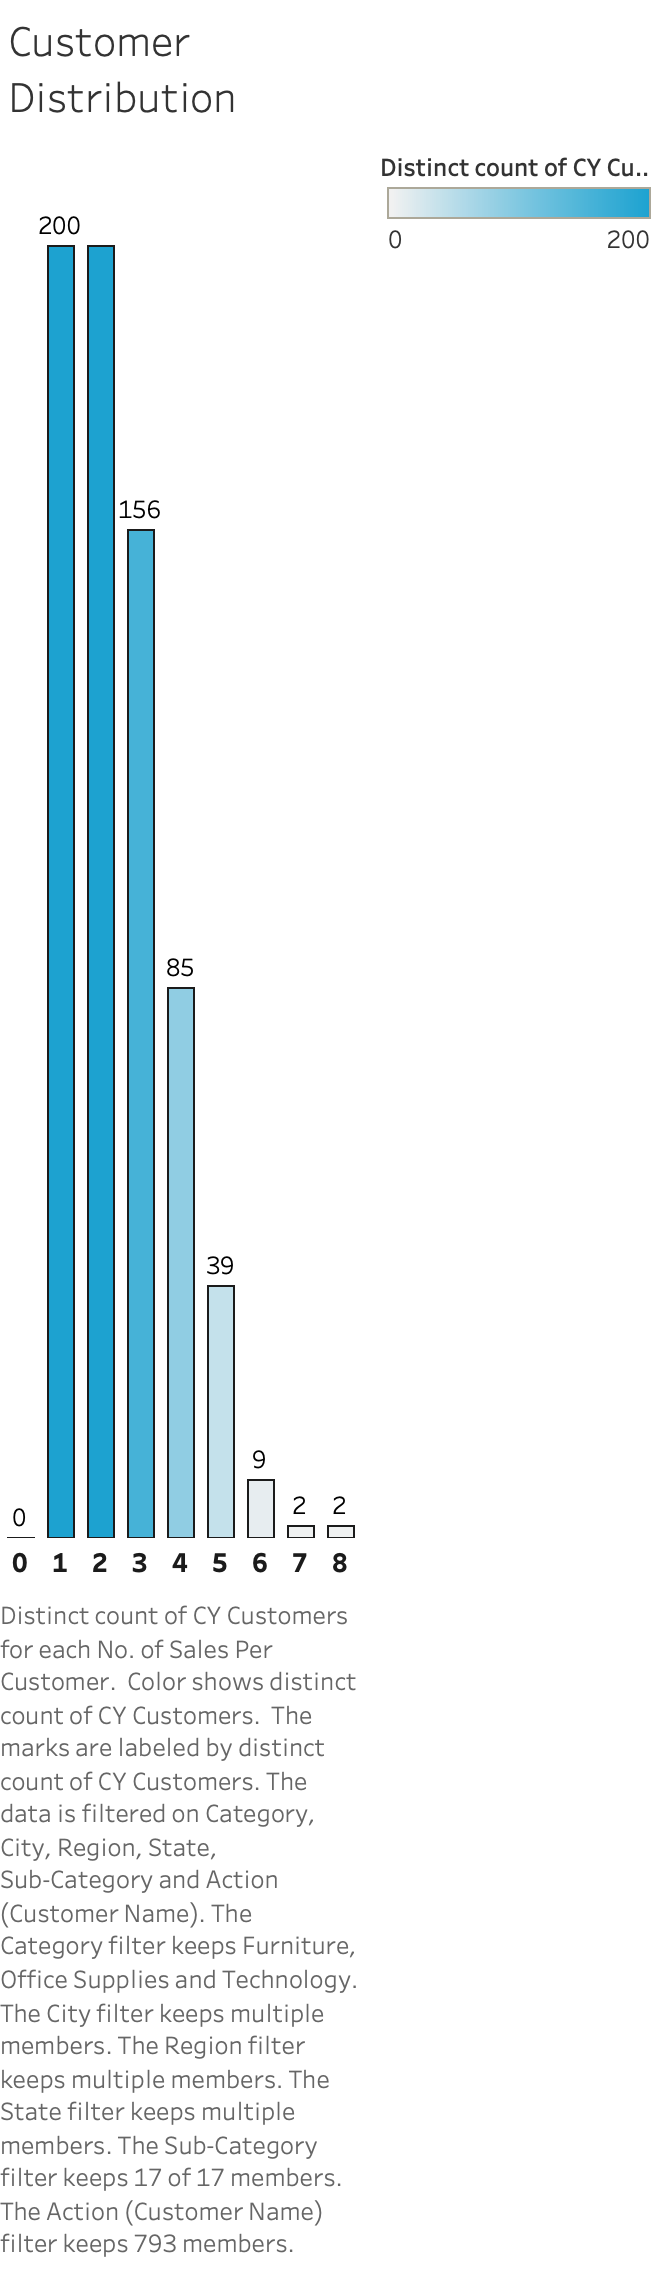 Customer
Distribution
Distinct count of CY Cu..
0 200
200
156
85
39
9
2 2
0
0 1 2 3 4 5 6 7 8
Distinct count of CY Customers
for each No. of Sales Per
Customer.  Color shows distinct
count of CY Customers.  The
marks are labeled by distinct
count of CY Customers. The
data is filtered on Category,
City, Region, State,
Sub-Category and Action
(Customer Name). The
Category filter keeps Furniture,
Office Supplies and Technology.
The City filter keeps multiple
members. The Region filter
keeps multiple members. The
State filter keeps multiple
members. The Sub-Category
filter keeps 17 of 17 members.
The Action (Customer Name)
filter keeps 793 members.